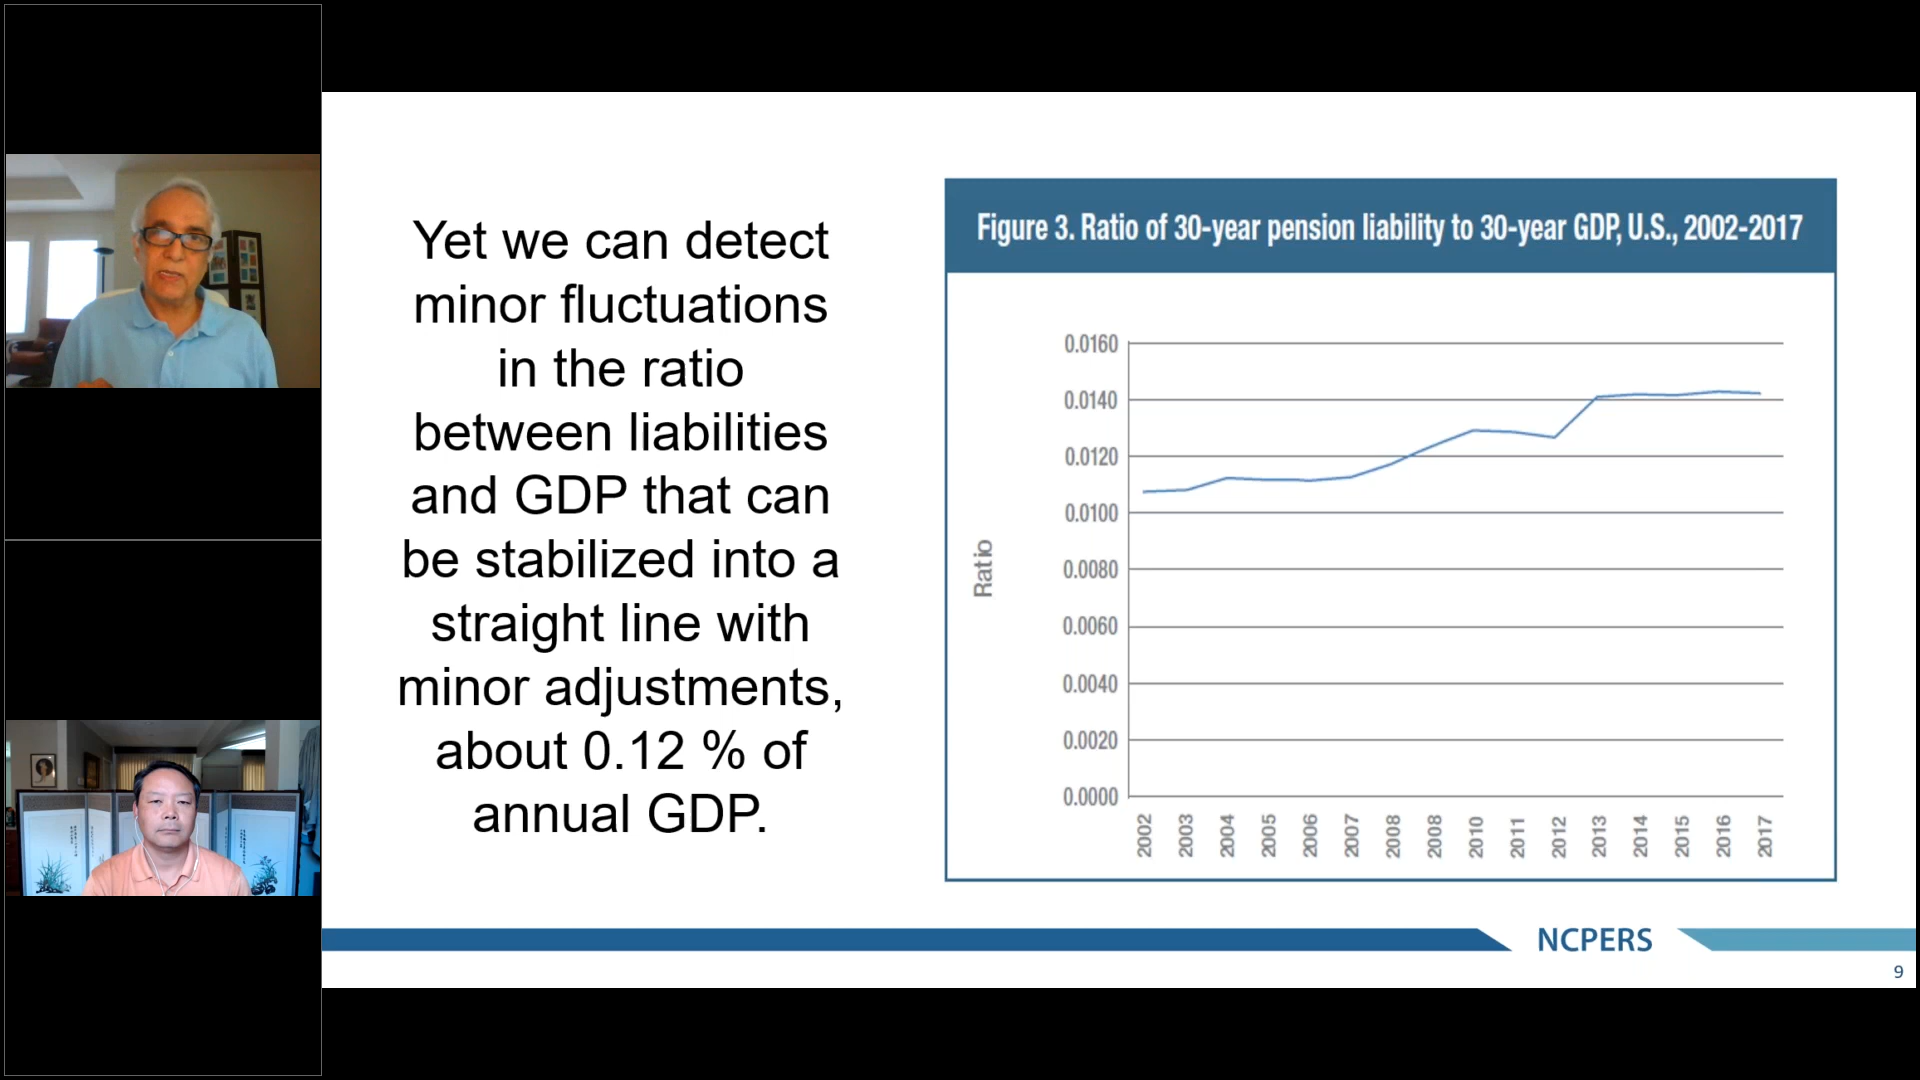 Yet we can detect
minor fluctuations
in the ratio
between liabilities
and GDP that can
be stabilized into a
straight line with
minor adjustments,
about 0.12 % of
annual GDP.
Figure 3. Ratio of 30-year pension liability to 30-year GDP, U.S., 2002-2017
Ratio
0.0160
0.0140
0.0120
0.0100
0.0080
0.0060
0.0040
0.0020
0.0000
2002
2003
2004
2005
2006
2007
2008
2008
2010
2011
2012
2013
2014
2015
2016
2017
NCPERS
9